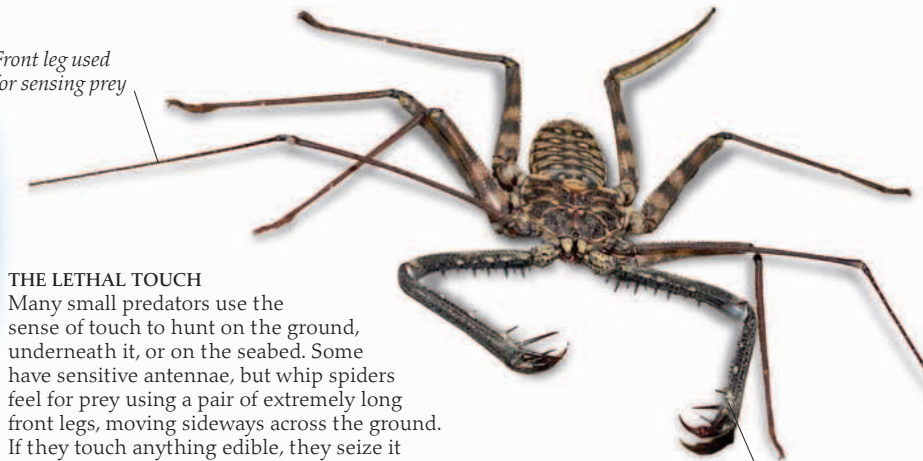 Front leg used
for sensing prey
THE LETHAL TOUCH
Many small predators use the
sense of touch to hunt on the ground,
underneath it, or on the seabed. Some
have sensitive antennae, but whip spiders
feel for prey using a pair of extremely long
front legs, moving sideways across the ground.
If they touch anything edible, they seize it